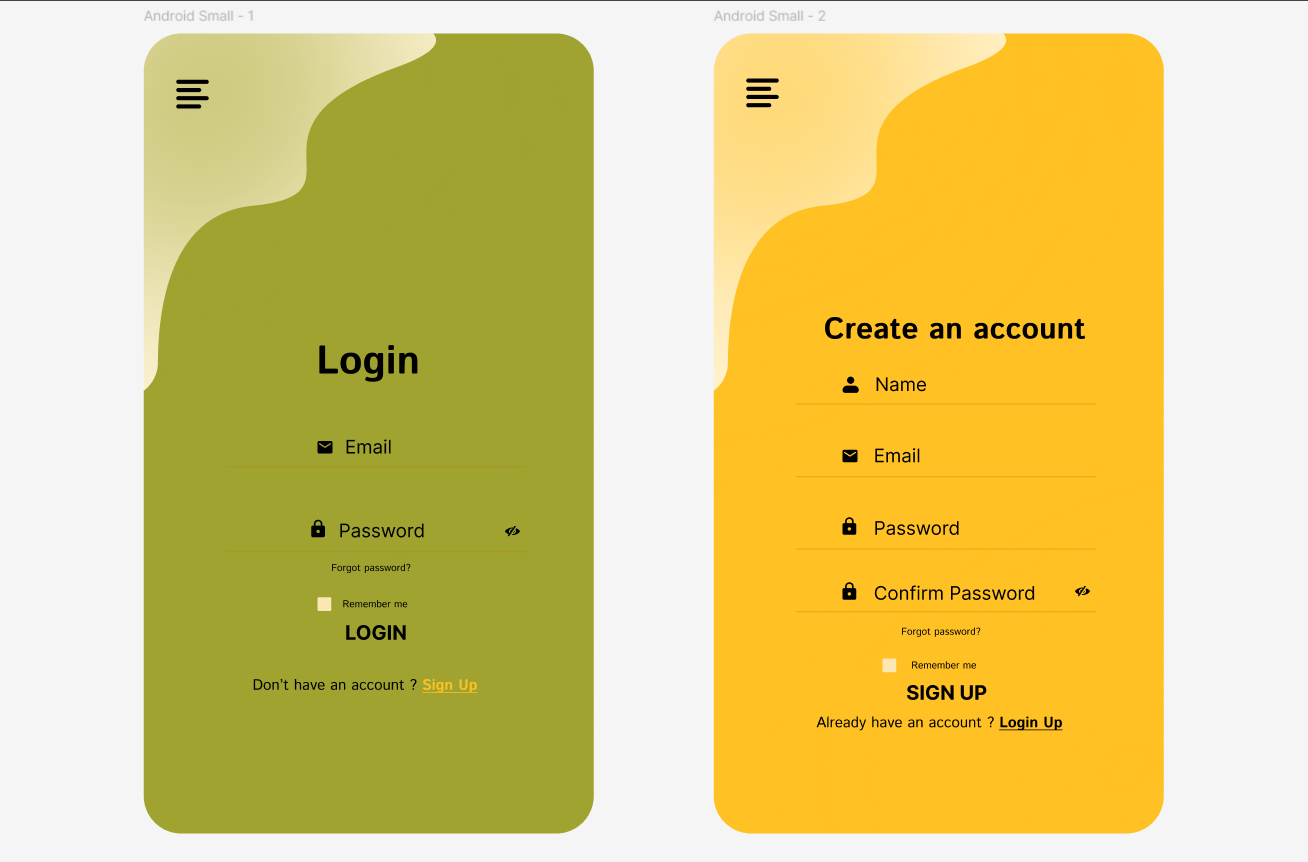 Android Small - 1
Login
Email
Password
Forgot password?
Remember me
LOGIN
Don't have an account ? Sign Up
Android Small - 2
Create an account
Name
Email
Password
Confirm Password
Forgot password?
Remember me
SIGN UP
Already have an account ? Login Up